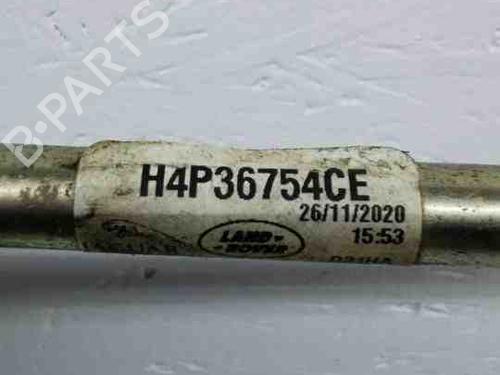 B-PARTS
H4P36754CE
26/11/2020
15:53
LAND
ROVER